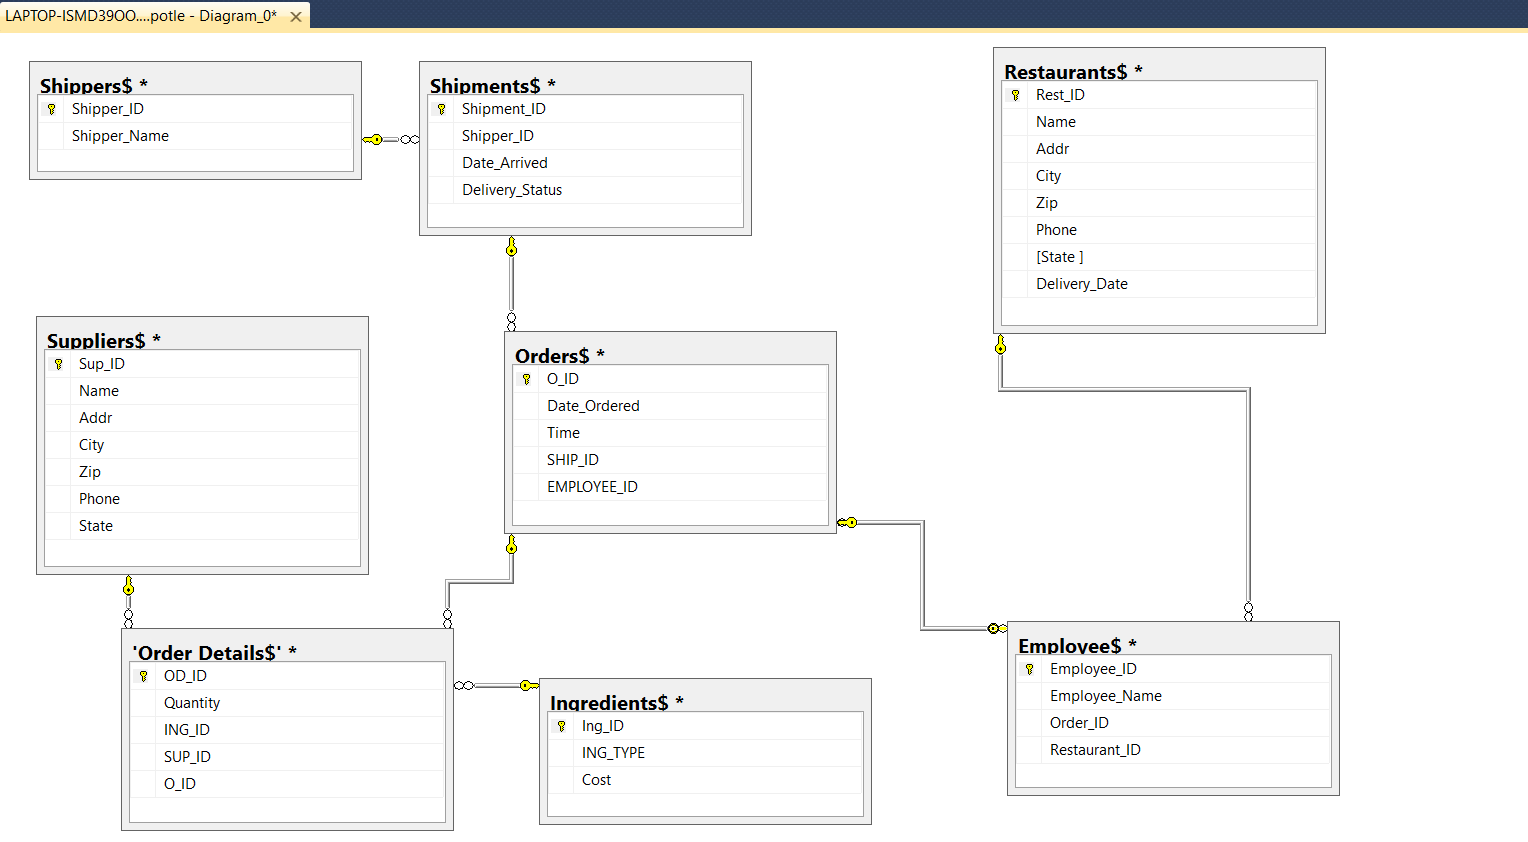 LAPTOP-ISMD39OO....potle - Diagram_0*
Shippers$ *
Shipper_ID
Shipper_Name
Shipments$ *
Shipment_ID
Shipper_ID
Date_Arrived
Delivery_Status
Restaurants$ *
Rest_ID
Name
Addr
City
Zip
Phone
[State ]
Delivery_Date
Suppliers$ *
Sup_ID
Name
Addr
City
Zip
Phone
State
Orders$ *
O_ID
Date_Ordered
Time
SHIP_ID
EMPLOYEE_ID
'Order Details$' *
OD_ID
Quantity
ING_ID
SUP_ID
O_ID
Ingredients$ *
Ing_ID
ING_TYPE
Cost
Employee$ *
Employee_ID
Employee_Name
Order_ID
Restaurant_ID